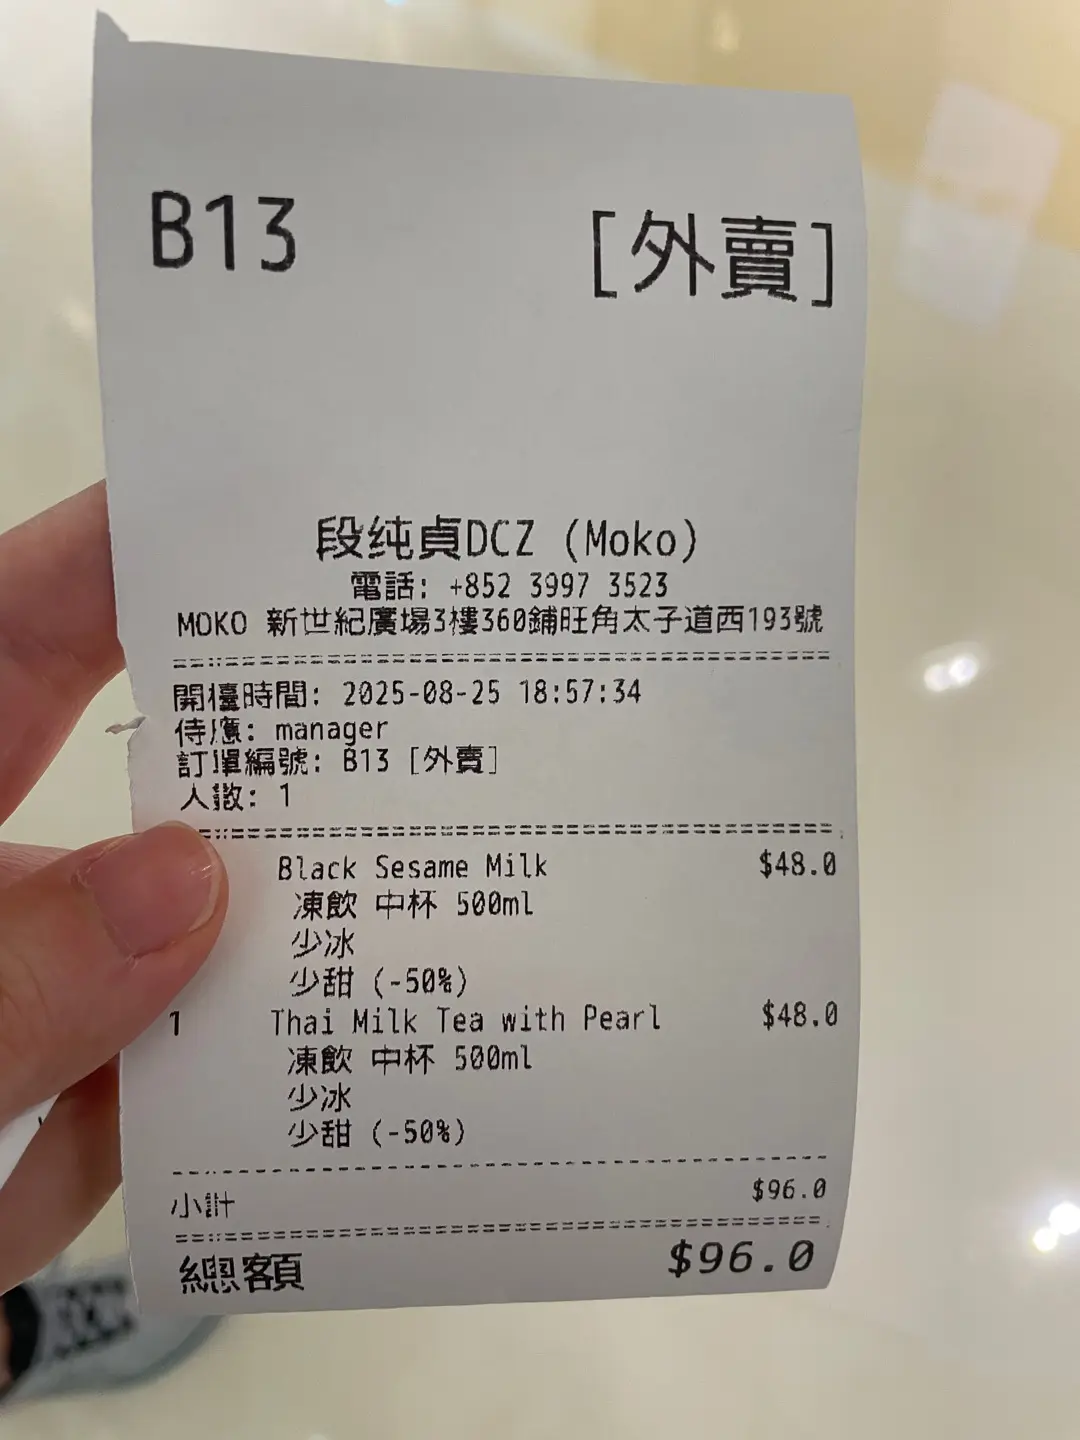 B13 [外賣]
段纯貞DCZ (Moko)
電話: +852 3997 3523
MOKO 新世紀廣場3樓360鋪旺角太子道西193號
開檯時間: 2025-08-25 18:57:34
侍應: manager
訂單編號: B13 [外賣]
人數: 1
Black Sesame Milk $48.0
凍飲 中杯 500ml
少冰
少甜 (-50%)
1 Thai Milk Tea with Pearl $48.0
凍飲 中杯 500ml
少冰
少甜 (-50%)
小計 $96.0
總額 $96.0